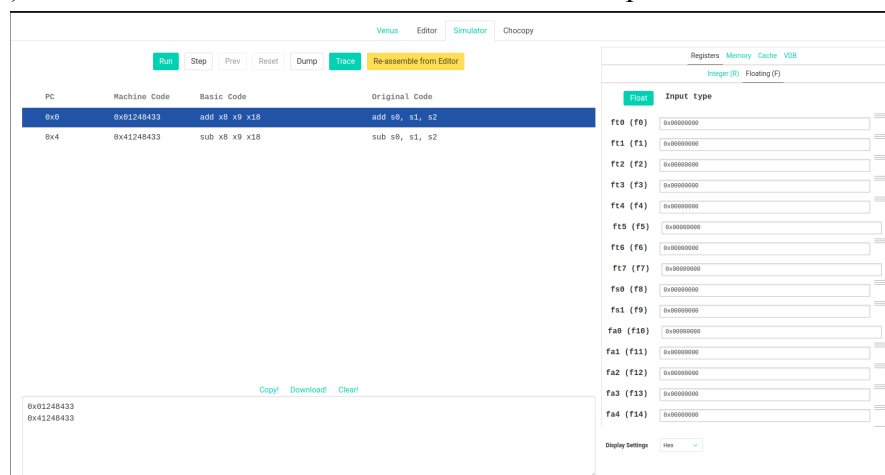 Venus Editor Simulator Chocopy
Run Step Prev Reset Dump Trace Re-assemble from Editor
PC Machine Code Basic Code Original Code
0x0 0x01248433 add x8 x9 x18 add s0, s1, s2
0x4 0x41248433 sub x8 x9 x18 sub s0, s1, s2
Copy! Download! Clear!
0x01248433
0x41248433
Registers Memory Cache VDB
Integer (R) Floating (F)
Float Input type
ft0 (f0) 0x00000000
ft1 (f1) 0x00000000
ft2 (f2) 0x00000000
ft3 (f3) 0x00000000
ft4 (f4) 0x00000000
ft5 (f5) 0x00000000
ft6 (f6) 0x00000000
ft7 (f7) 0x00000000
fs0 (f8) 0x00000000
fs1 (f9) 0x00000000
fa0 (f10) 0x00000000
fa1 (f11) 0x00000000
fa2 (f12) 0x00000000
fa3 (f13) 0x00000000
fa4 (f14) 0x00000000
Display Settings Hex